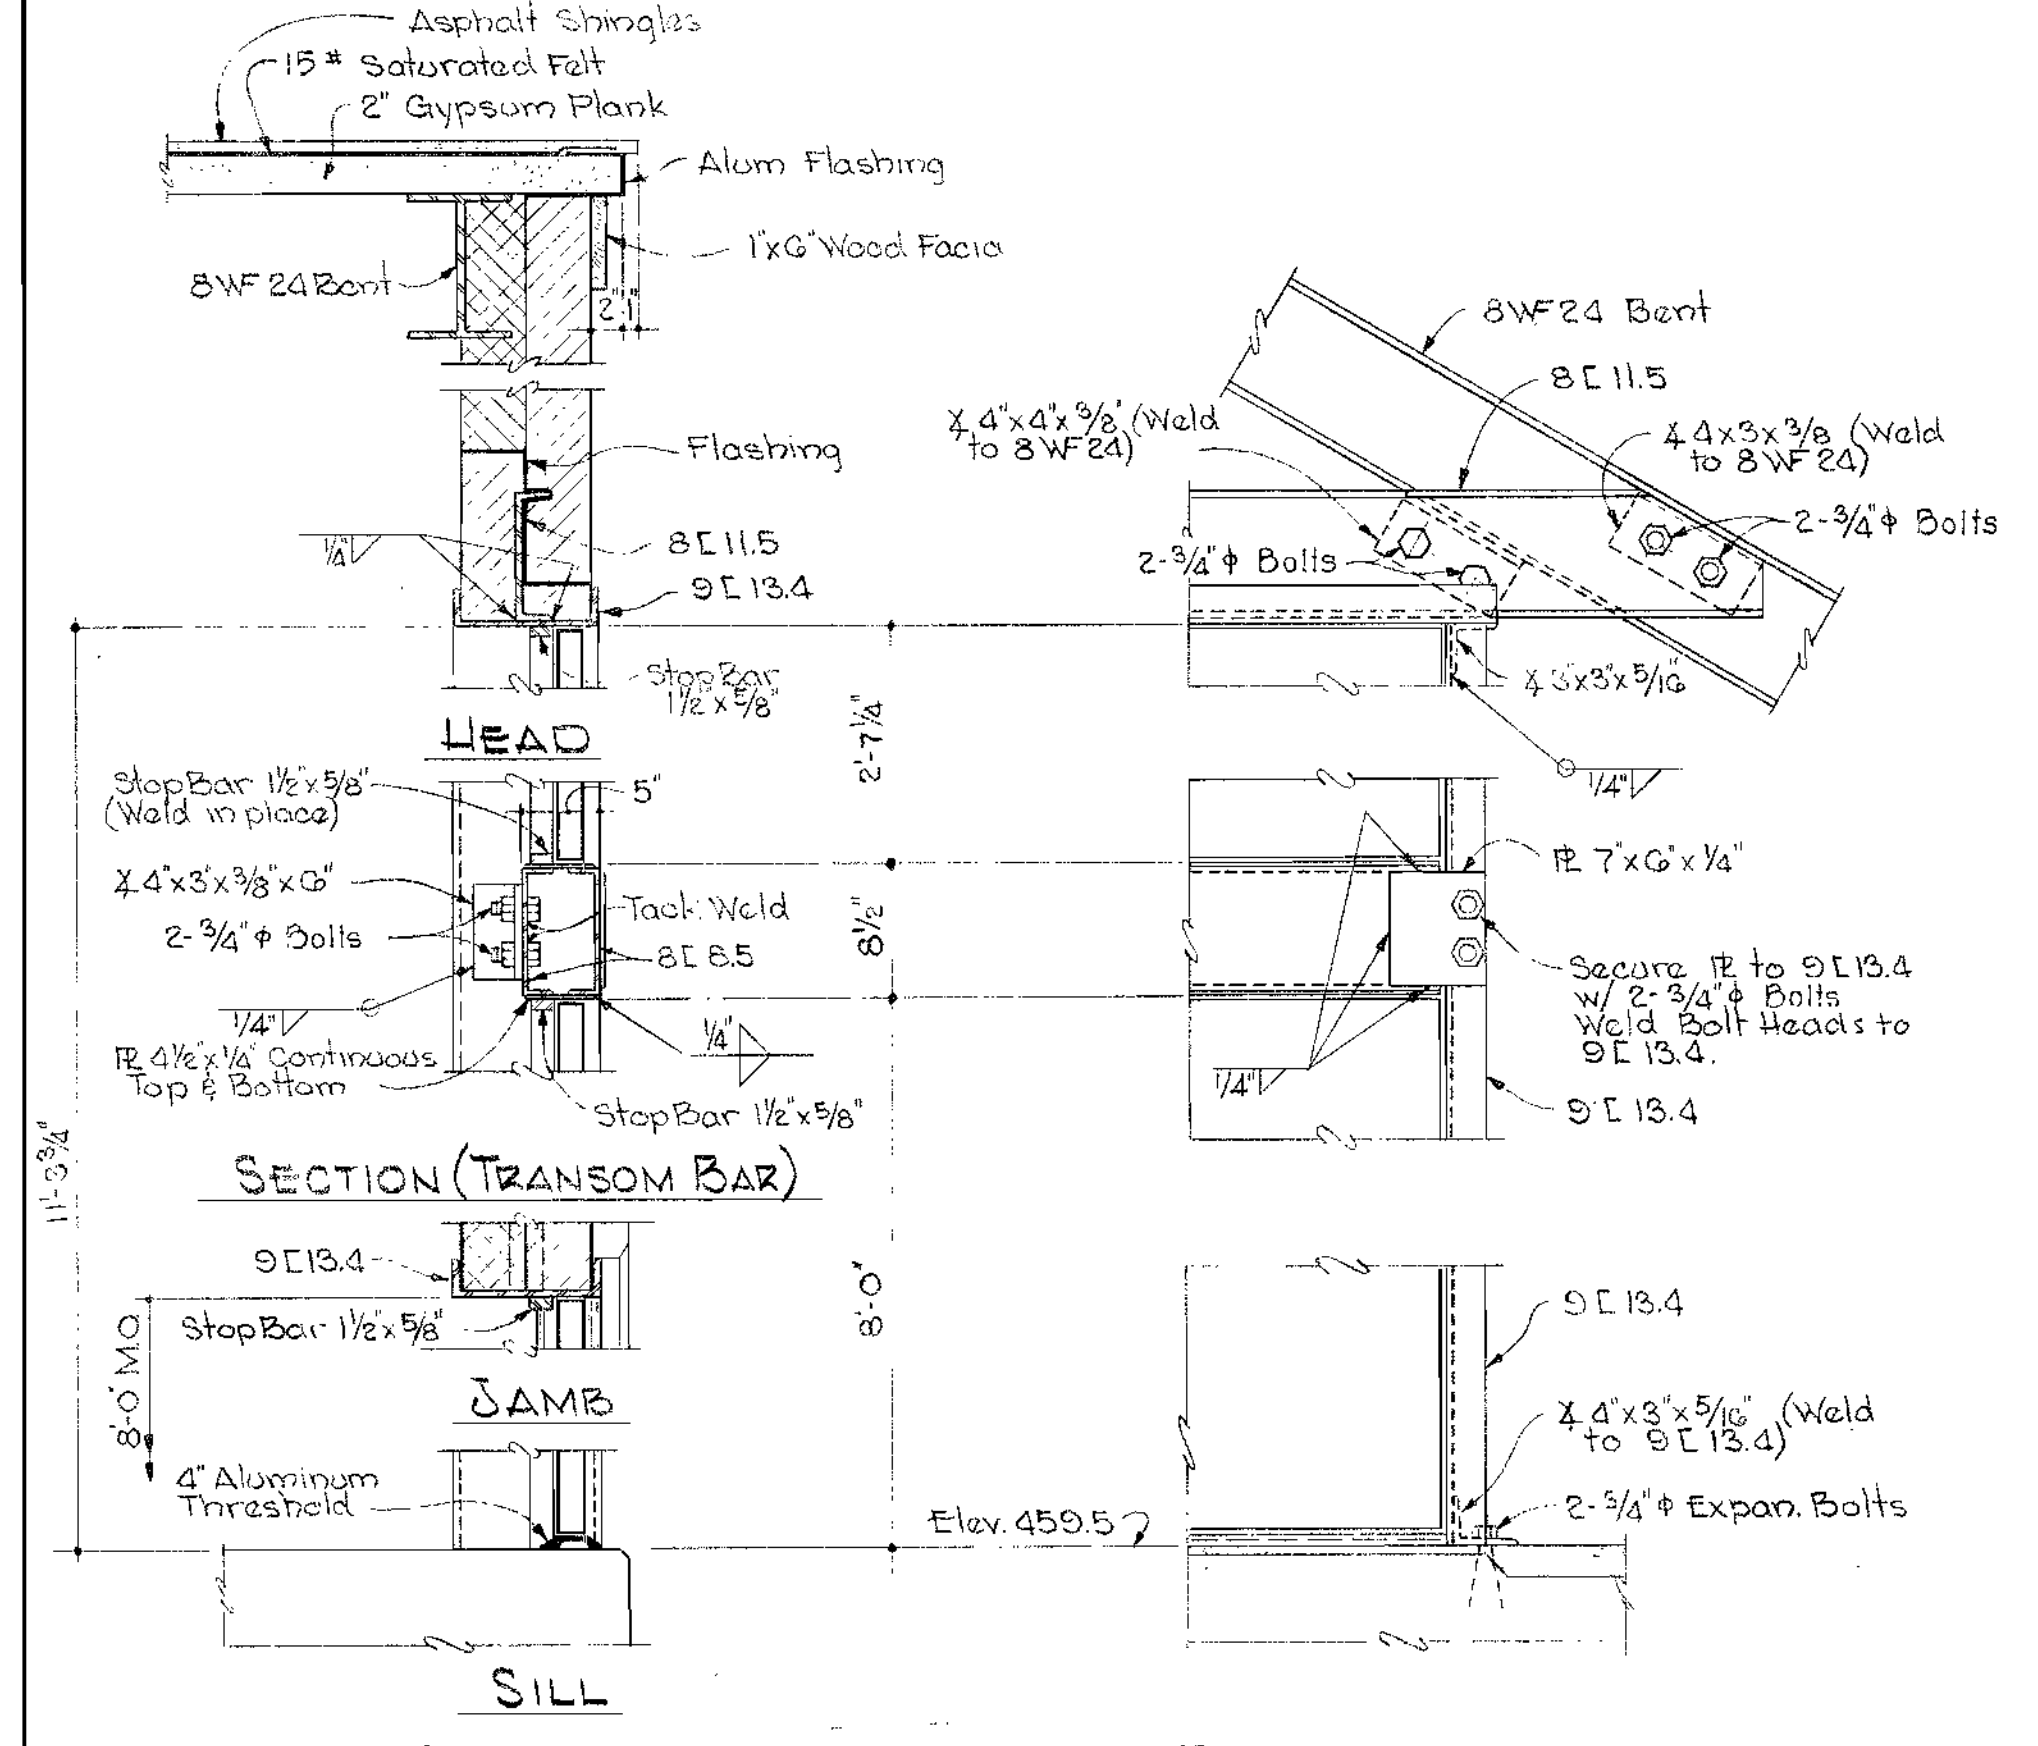 Asphalt Shingles
15# Saturated Felt
2" Gypsum Plank
Alum Flashing
1"x6" Wood Facia
8WF24 Bent
2" 1"
Flashing
8[11.5
1/4"
9[13.4
Stop Bar
1½"x5/8"
HEAD
Stop Bar 1½"x5/8"
(Weld in place)
5"
∡ 4"x3"x3/8"x6"
2-3/4"ϕ Bolts
Tack Weld
8[8.5
1/4"
1/4"
PL 4½"x¼" Continuous
Top & Bottom
Stop Bar 1½"x5/8"
SECTION (TRANSOM BAR)
9[13.4
Stop Bar 1½"x5/8"
8'-0" M.O.
JAMB
4" Aluminum
Threshold
SILL
11'-3¾"
2'-7¼"
8½"
8'-0"
Elev. 459.5
8WF24 Bent
8[11.5
∡ 4"x4"x3/8" (Weld
to 8WF24)
∡ 4x3x3/8 (Weld
to 8WF24)
2-3/4"ϕ Bolts
2-3/4"ϕ Bolts
∡ 3"x3"x5/16"
1/4"
PL 7"x6"x¼"
Secure PL to 9[13.4
w/ 2-3/4"ϕ Bolts
Weld Bolt Heads to
9[13.4.
1/4"
9"[13.4
9[13.4
∡ 4"x3"x5/16" (Weld
to 9[13.4)
2-3/4"ϕ Expan. Bolts